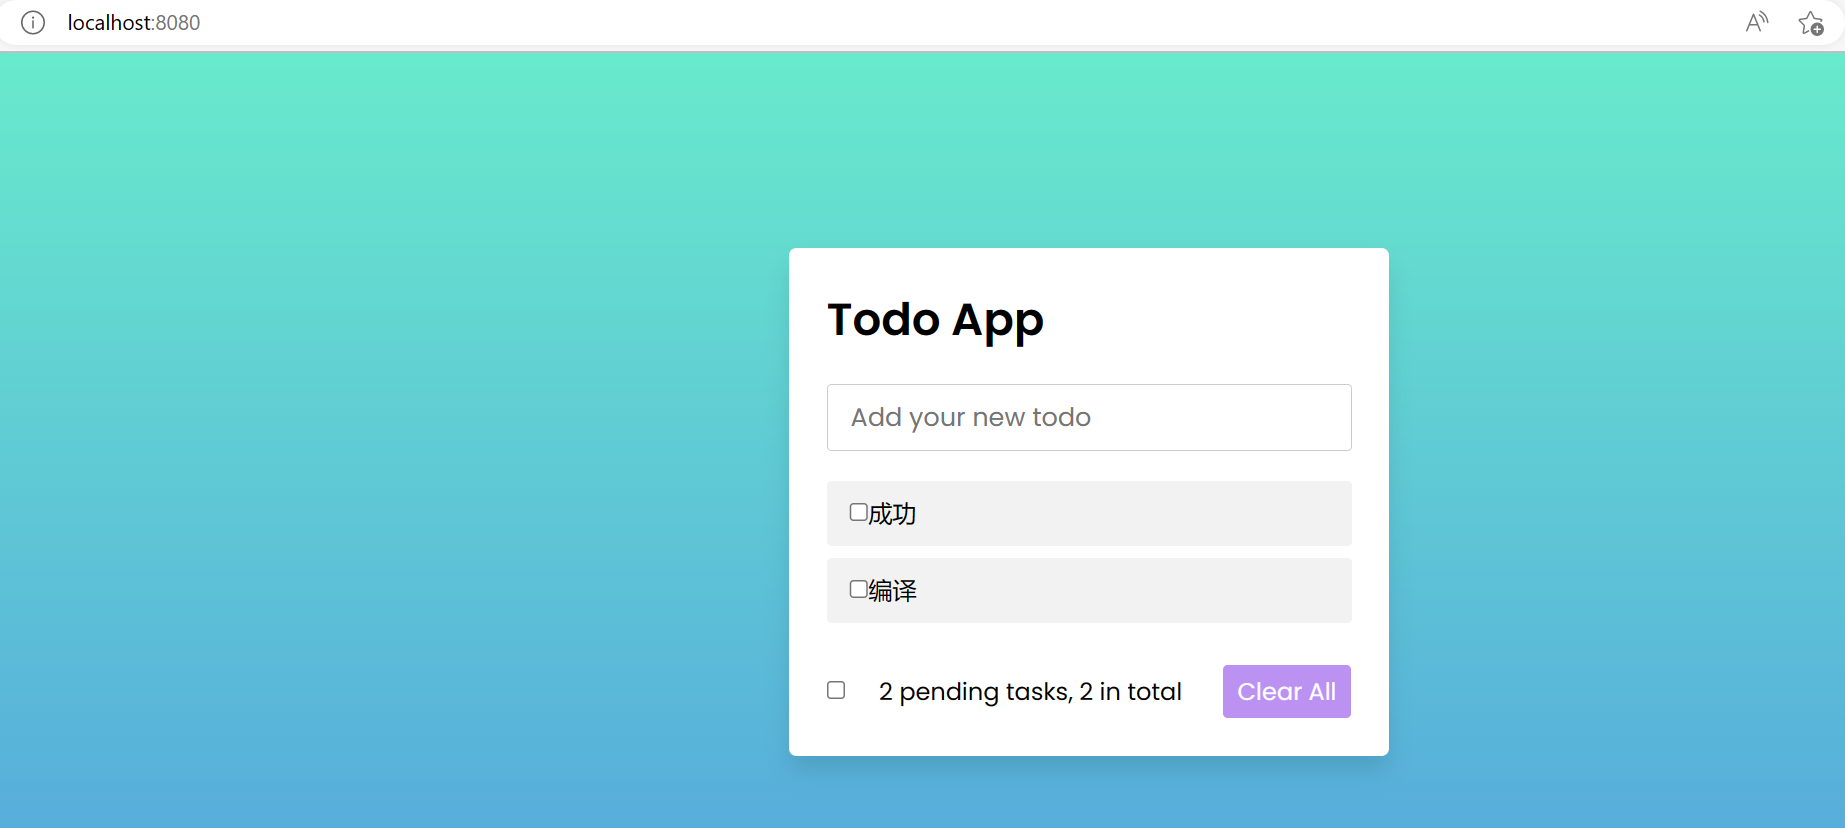 localhost:8080
Todo App
Add your new todo
成功
编译
2 pending tasks, 2 in total
Clear All